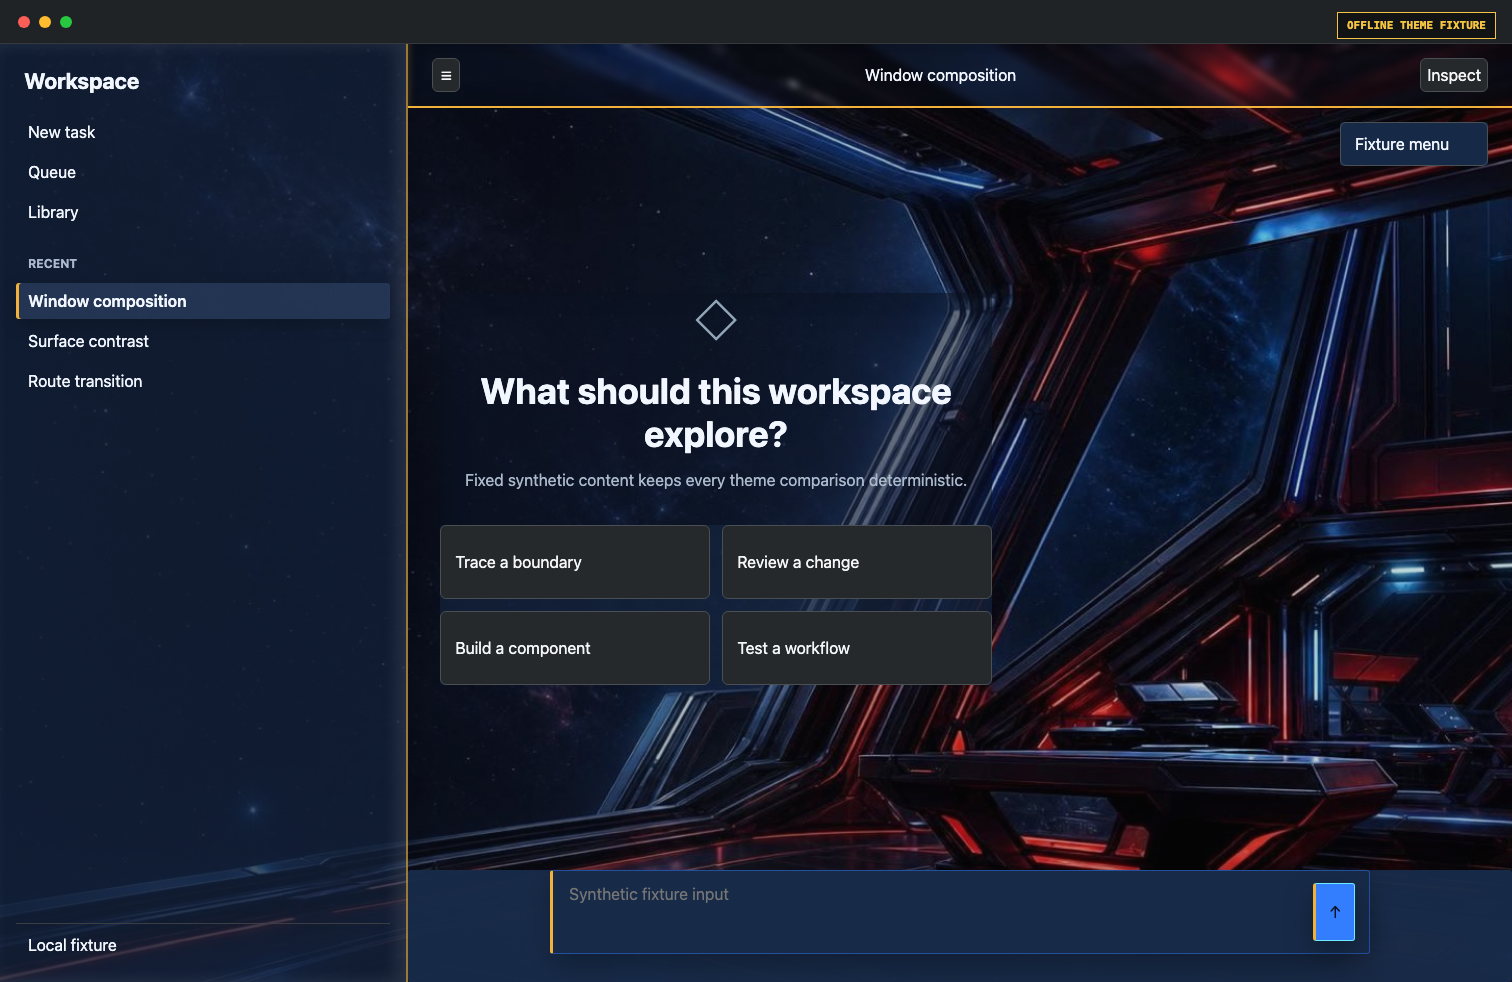 OFFLINE THEME FIXTURE
Workspace
New task
Queue
Library
RECENT
Window composition
Surface contrast
Route transition
Local fixture
Window composition
Inspect
Fixture menu
What should this workspace
explore?
Fixed synthetic content keeps every theme comparison deterministic.
Trace a boundary
Review a change
Build a component
Test a workflow
Synthetic fixture input